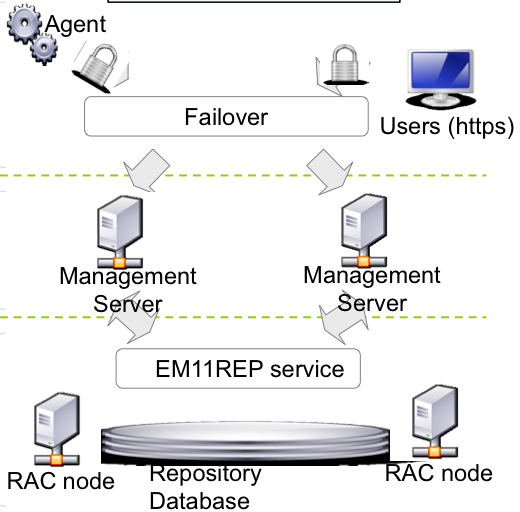 Agent
Failover
Users (https)
Management
Server
Management
Server
EM11REP service
RAC node
Repository
Database
RAC node